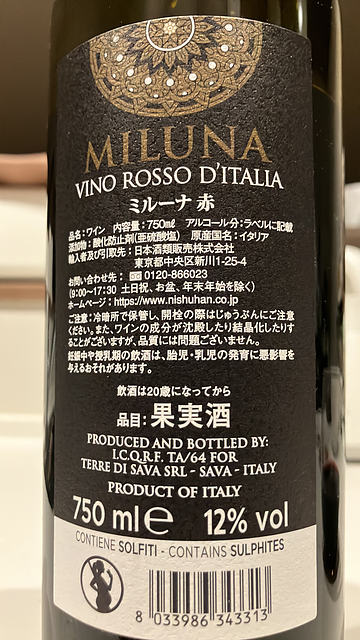 MILUNA
VINO ROSSO D'ITALIA
ミルーナ 赤
品名：ワイン 内容量：750mℓ アルコール分：ラベルに記載
添加物：酸化防止剤(亜硫酸塩) 原産国名：イタリア
輸入者及び引取先：日本酒類販売株式会社
東京都中央区新川1-25-4
お問い合わせ先： 0120-866023
(9:00〜17:30 土日祝、お盆、年末年始を除く)
ホームページ：https://www.nishuhan.co.jp
ご注意：冷暗所で保管し、開栓の際はじゅうぶんにご注意
ください。また、ワインの成分が沈殿したり結晶化したりす
ることがございますが、品質には問題ございません。
妊娠中や授乳期の飲酒は、胎児・乳児の発育に悪影響を
与えるおそれがあります。
飲酒は20歳になってから
品目：果実酒
PRODUCED AND BOTTLED BY:
I.C.Q.R.F. TA/64 FOR
TERRE DI SAVA SRL - SAVA - ITALY
PRODUCT OF ITALY
750 ml e 12% vol
CONTIENE SOLFITI - CONTAINS SULPHITES
8 033986 343313